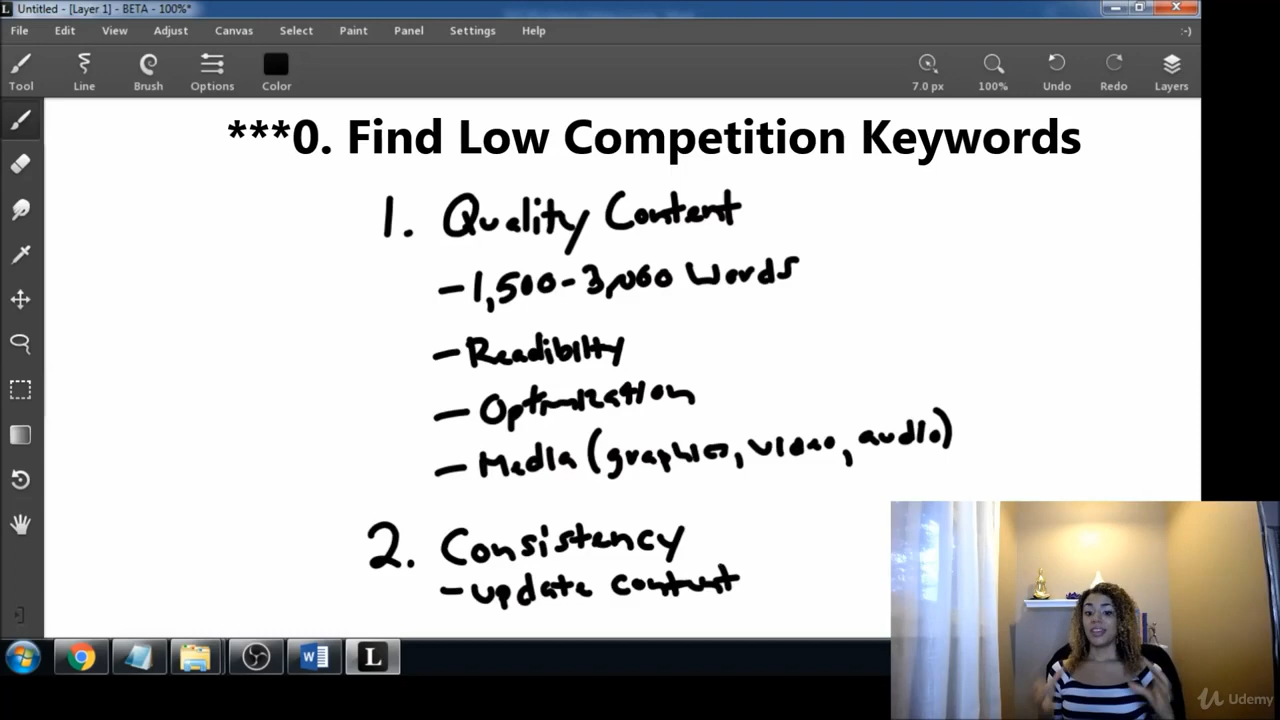 Untitled - [Layer 1] - BETA - 100%*
File Edit View Adjust Canvas Select Paint Panel Settings Help :-)
Tool Line Brush Options Color 7.0 px 100% Undo Redo Layers
***0. Find Low Competition Keywords
1. Quality Content
- 1,500 - 3,000 Words
- Readibilty
- Optimization
- Media (graphics, video, audio)
2. Consistency
- update content
L
Udemy